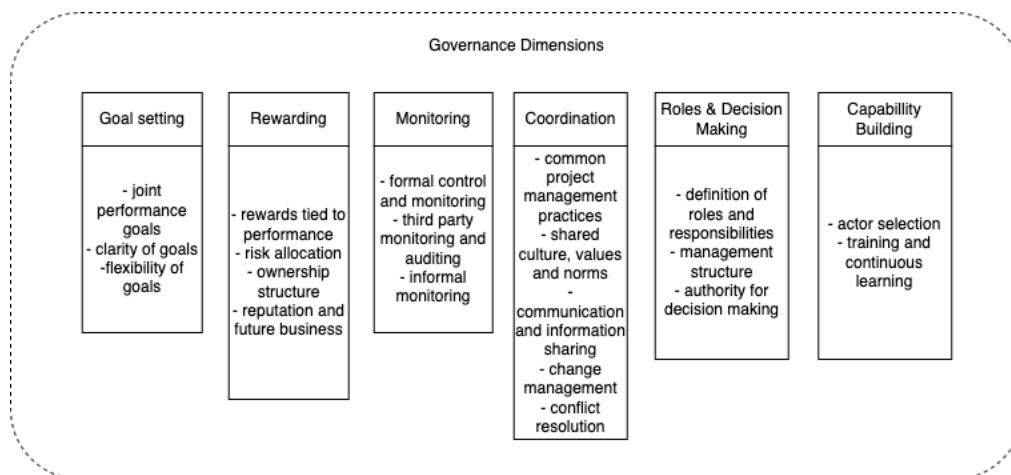 Governance Dimensions
Goal setting
- joint
performance
goals
- clarity of goals
-flexibility of
goals
Rewarding
- rewards tied to
performance
- risk allocation
- ownership
structure
- reputation and
future business
Monitoring
- formal control
and monitoring
- third party
monitoring and
auditing
- informal
monitoring
Coordination
- common
project
management
practices
- shared
culture, values
and norms
-
communication
and information
sharing
- change
management
- conflict
resolution
Roles & Decision
Making
- definition of
roles and
responsibilities
- management
structure
- authority for
decision making
Capabillity
Building
- actor selection
- training and
continuous
learning